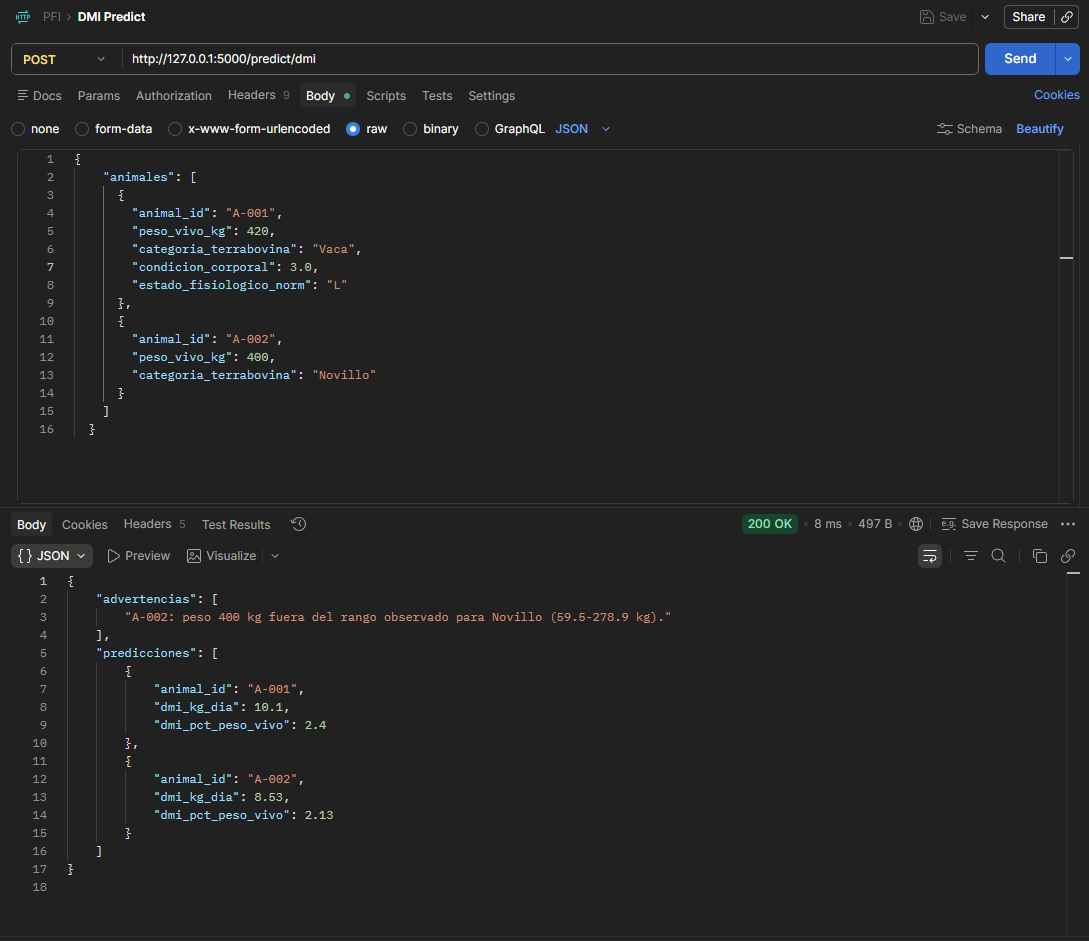 HTTP PFI > DMI Predict Save Share
POST http://127.0.0.1:5000/predict/dmi Send
Docs Params Authorization Headers 9 Body Scripts Tests Settings Cookies
none form-data x-www-form-urlencoded raw binary GraphQL JSON Schema Beautify
1 {
2 "animales": [
3 {
4 "animal_id": "A-001",
5 "peso_vivo_kg": 420,
6 "categoria_terrabovina": "Vaca",
7 "condicion_corporal": 3.0,
8 "estado_fisiologico_norm": "L"
9 },
10 {
11 "animal_id": "A-002",
12 "peso_vivo_kg": 400,
13 "categoria_terrabovina": "Novillo"
14 }
15 ]
16 }
Body Cookies Headers 5 Test Results 200 OK • 8 ms • 497 B • e.g. Save Response
{} JSON Preview Visualize
1 {
2 "advertencias": [
3 "A-002: peso 400 kg fuera del rango observado para Novillo (59.5-278.9 kg)."
4 ],
5 "predicciones": [
6 {
7 "animal_id": "A-001",
8 "dmi_kg_dia": 10.1,
9 "dmi_pct_peso_vivo": 2.4
10 },
11 {
12 "animal_id": "A-002",
13 "dmi_kg_dia": 8.53,
14 "dmi_pct_peso_vivo": 2.13
15 }
16 ]
17 }
18